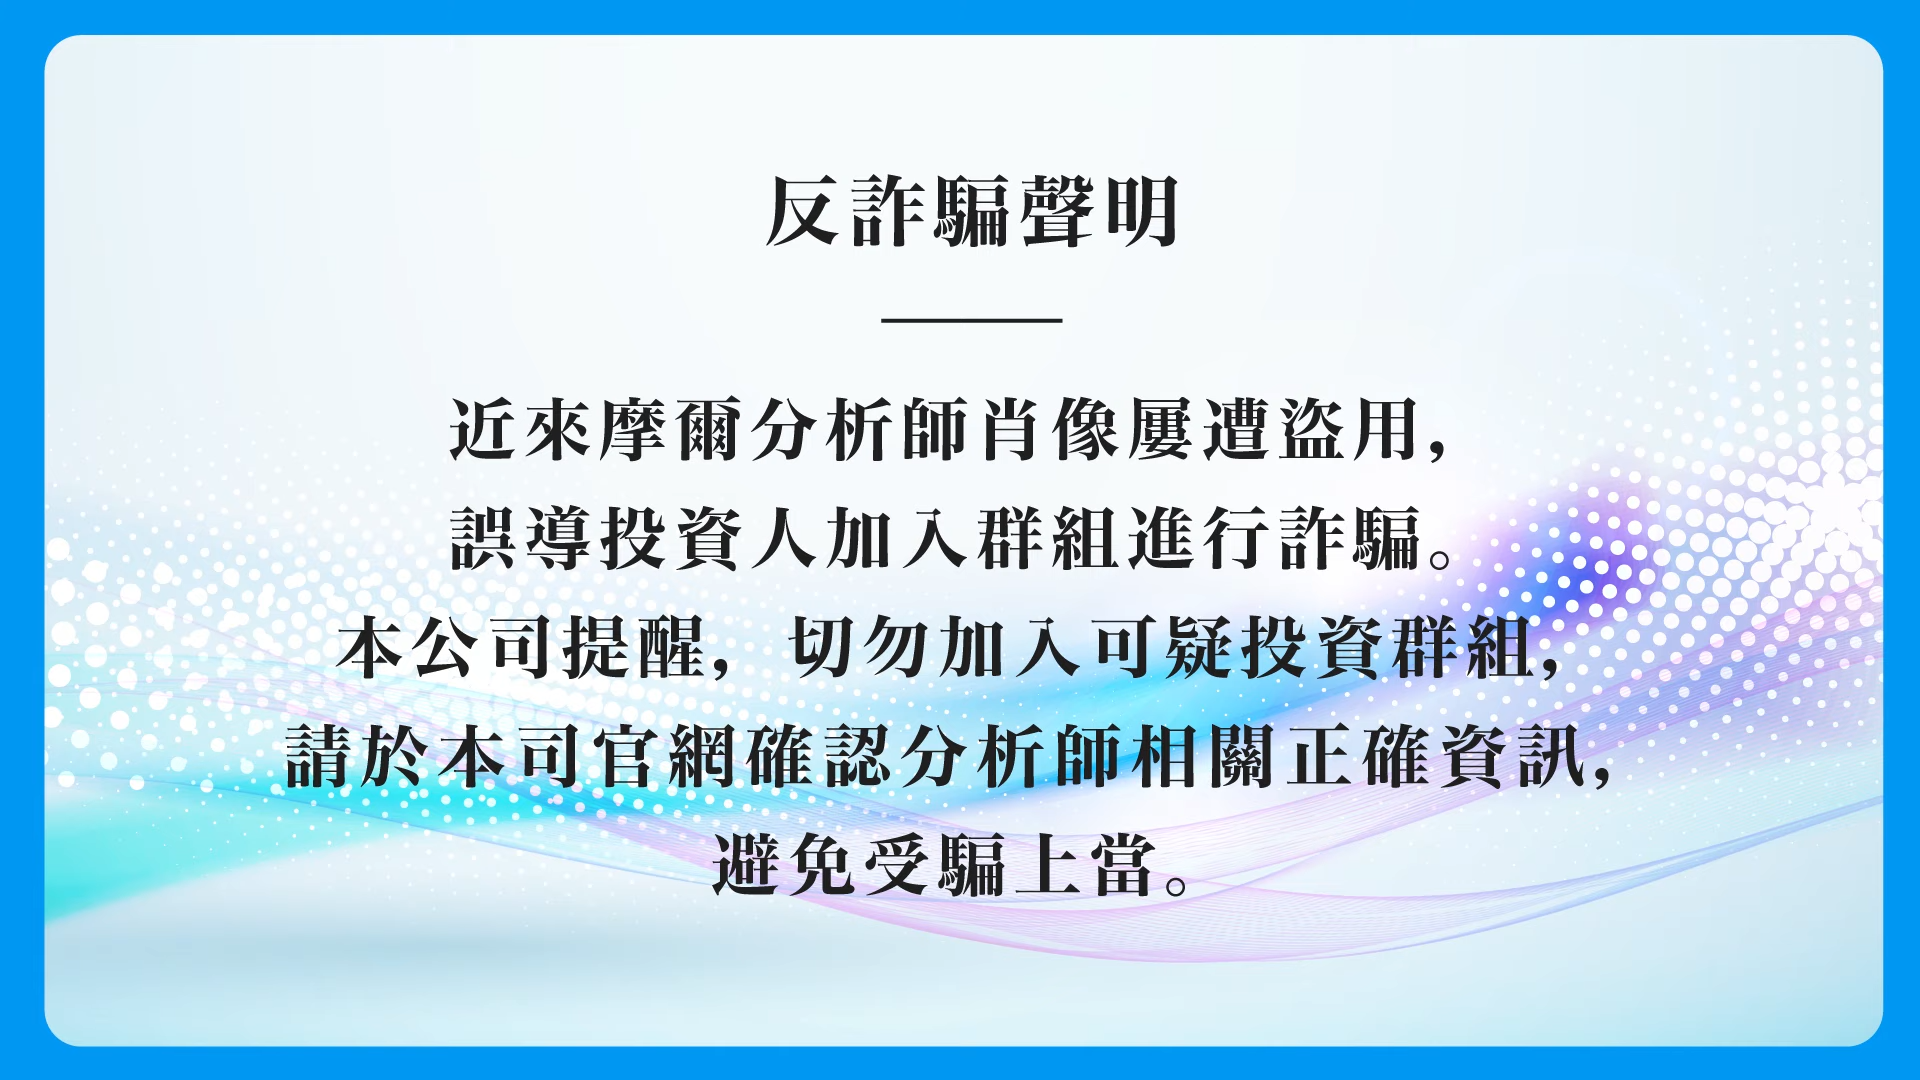 反詐騙聲明
近來摩爾分析師肖像屢遭盜用，
誤導投資人加入群組進行詐騙。
本公司提醒，切勿加入可疑投資群組，
請於本司官網確認分析師相關正確資訊，
避免受騙上當。